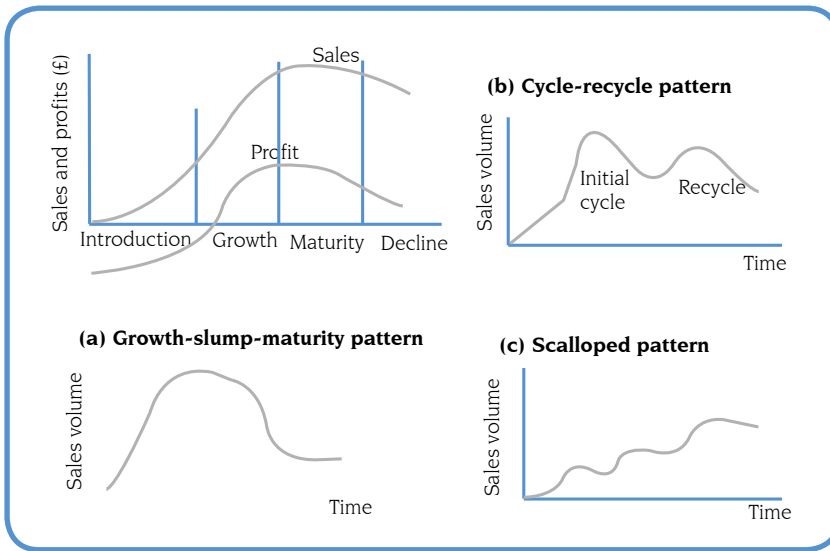 Sales and profits (£)
Sales
Profit
Introduction
Growth
Maturity
Decline
(b) Cycle-recycle pattern
Sales volume
Initial
cycle
Recycle
Time
(a) Growth-slump-maturity pattern
Sales volume
Time
(c) Scalloped pattern
Sales volume
Time